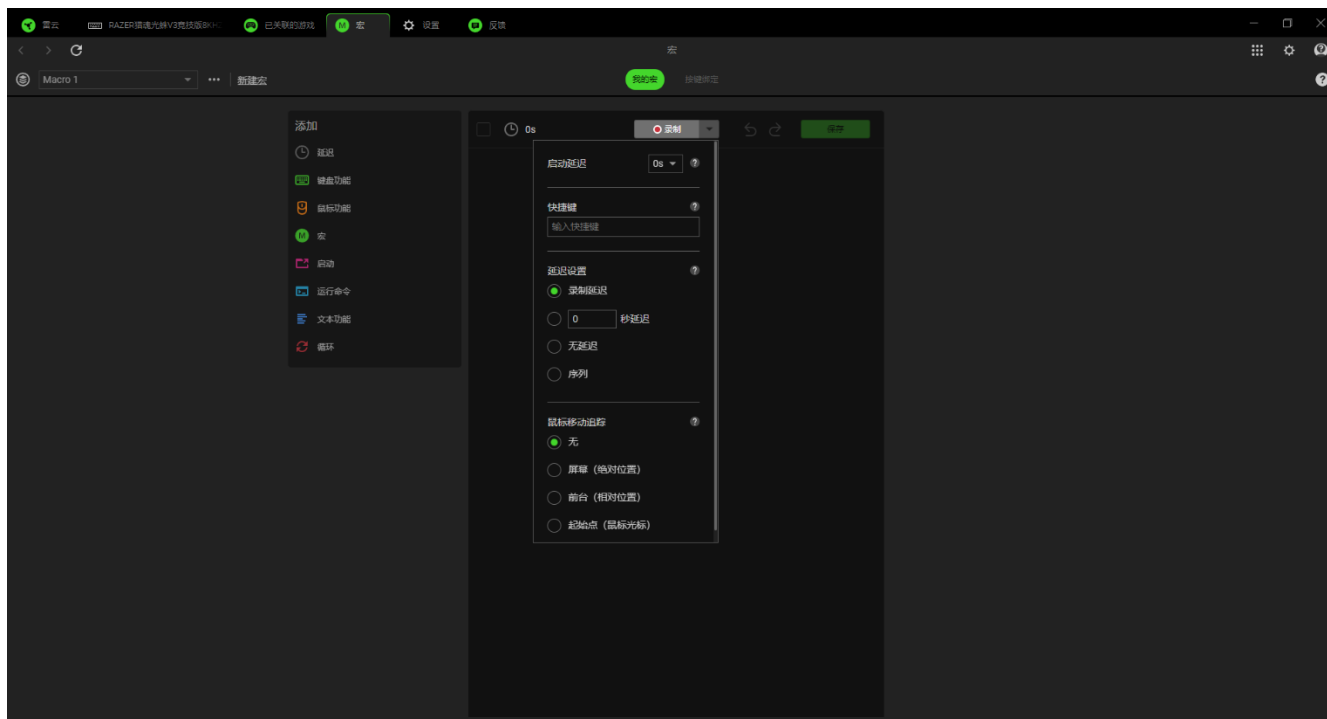 雷云 RAZER猎魂光蛛V3竞技版8KHZ 已关联的游戏 M 宏 设置 反馈
宏
Macro 1 新建宏 我的宏 按键绑定
添加 0s 录制 保存
延迟
键盘功能
鼠标功能
M 宏
启动
运行命令
文本功能
循环
启动延迟 0s
快捷键
输入快捷键
延迟设置
录制延迟
0 秒延迟
无延迟
序列
鼠标移动追踪
无
屏幕（绝对位置）
前台（相对位置）
起始点（鼠标光标）